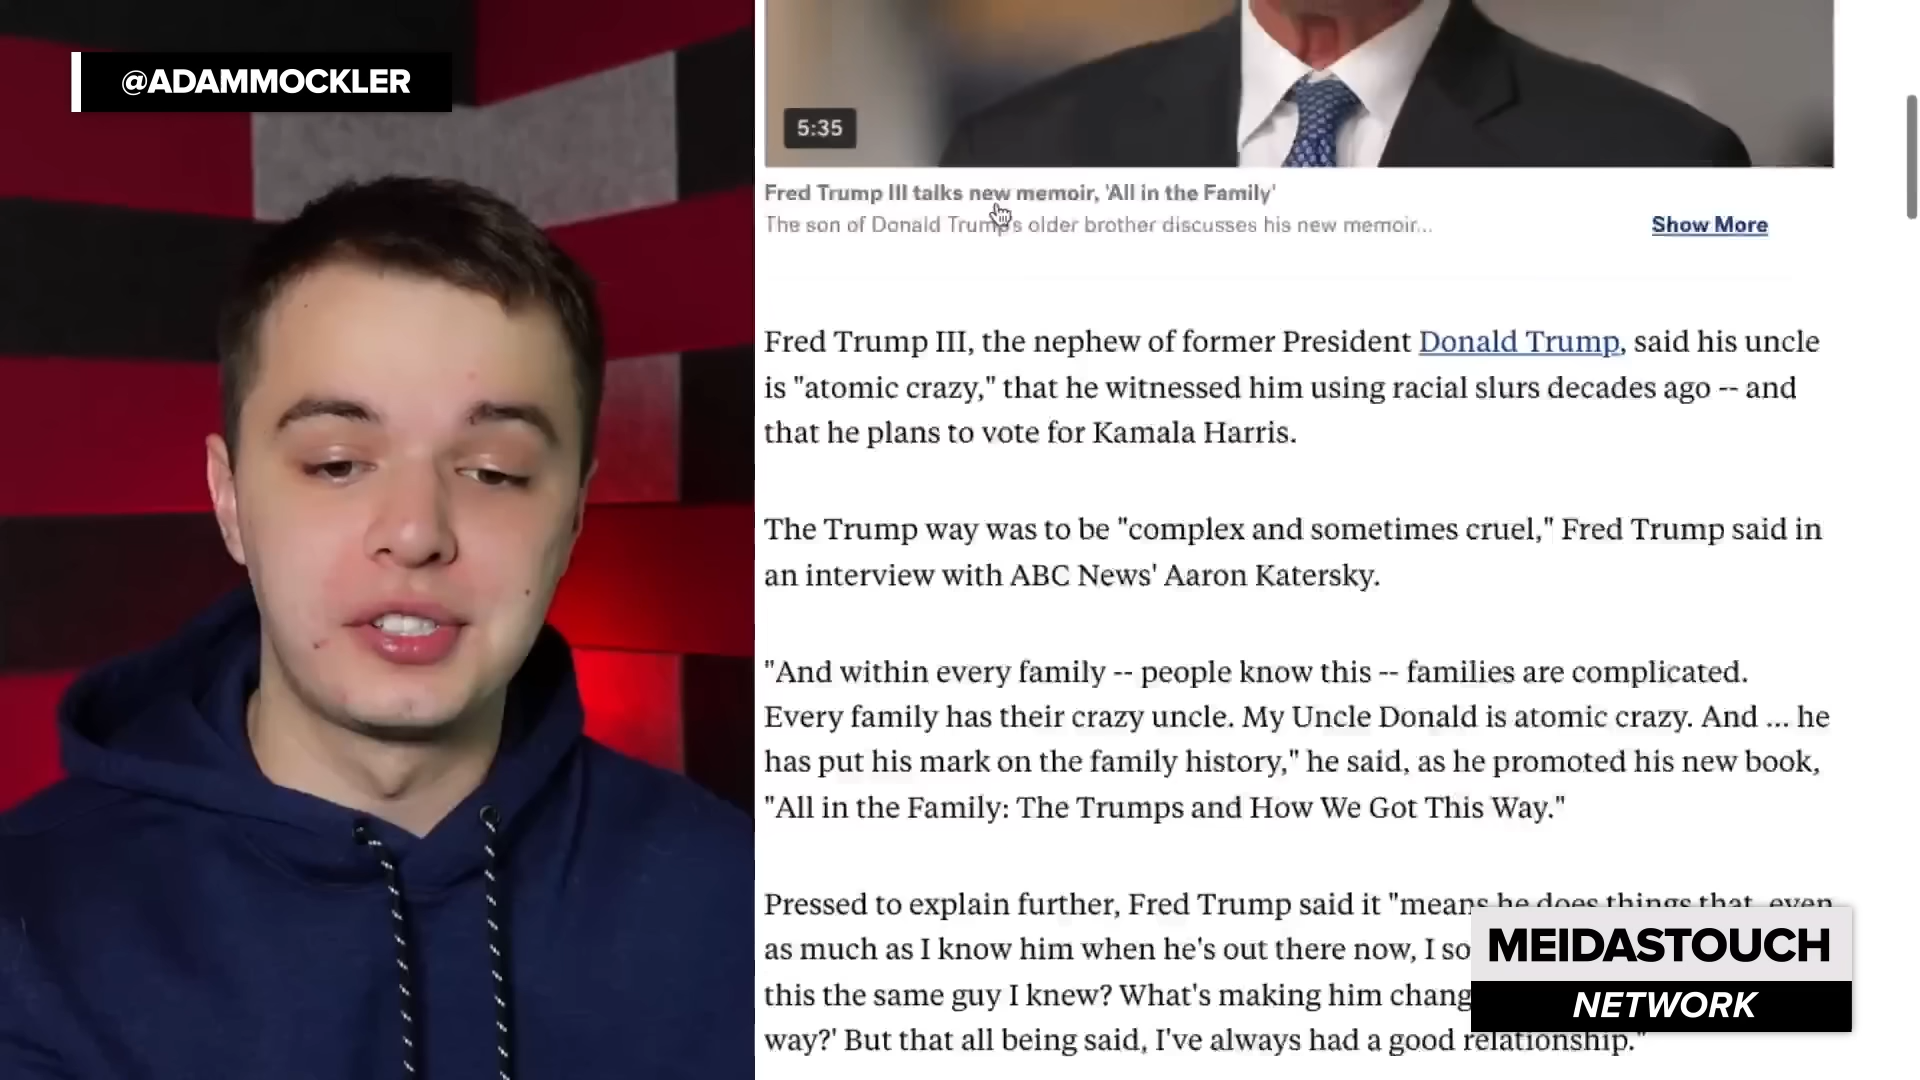 @ADAMMOCKLER
5:35
Fred Trump III talks new memoir, 'All in the Family'
The son of Donald Trump's older brother discusses his new memoir...
Show More
Fred Trump III, the nephew of former President Donald Trump, said his uncle
is "atomic crazy," that he witnessed him using racial slurs decades ago -- and
that he plans to vote for Kamala Harris.
The Trump way was to be "complex and sometimes cruel," Fred Trump said in
an interview with ABC News' Aaron Katersky.
"And within every family -- people know this -- families are complicated.
Every family has their crazy uncle. My Uncle Donald is atomic crazy. And ... he
has put his mark on the family history," he said, as he promoted his new book,
"All in the Family: The Trumps and How We Got This Way."
Pressed to explain further, Fred Trump said it "means he does things that, even
as much as I know him when he's out there now, I so
this the same guy I knew? What's making him chang
way?' But that all being said, I've always had a good relationship."
MEIDASTOUCH
NETWORK